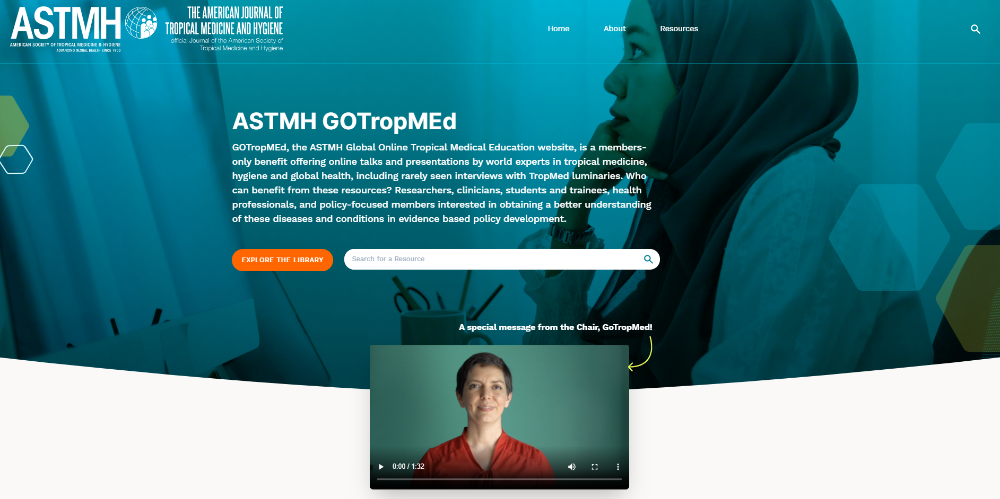 ASTMH
AMERICAN SOCIETY OF TROPICAL MEDICINE & HYGIENE
ADVANCING GLOBAL HEALTH SINCE 1903
THE AMERICAN JOURNAL OF
TROPICAL MEDICINE AND HYGIENE
official Journal of the American Society of
Tropical Medicine and Hygiene
Home
About
Resources
ASTMH GOTropMEd
GOTropMEd, the ASTMH Global Online Tropical Medical Education website, is a members-
only benefit offering online talks and presentations by world experts in tropical medicine,
hygiene and global health, including rarely seen interviews with TropMed luminaries. Who
can benefit from these resources? Researchers, clinicians, students and trainees, health
professionals, and policy-focused members interested in obtaining a better understanding
of these diseases and conditions in evidence based policy development.
EXPLORE THE LIBRARY
Search for a Resource
A special message from the Chair, GoTropMed!
0:00 / 1:32